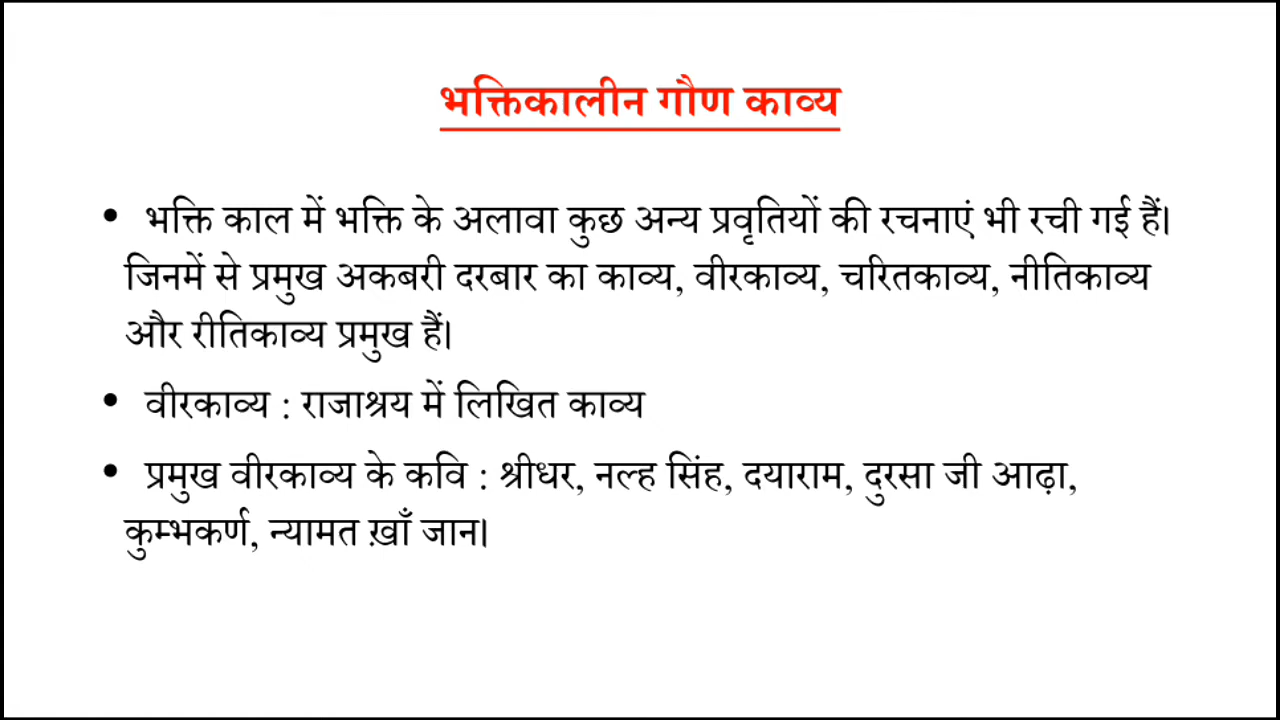 भक्तिकालीन गौण काव्य
• भक्ति काल में भक्ति के अलावा कुछ अन्य प्रवृतियों की रचनाएं भी रची गई हैं।
जिनमें से प्रमुख अकबरी दरबार का काव्य, वीरकाव्य, चरितकाव्य, नीतिकाव्य
और रीतिकाव्य प्रमुख हैं।
• वीरकाव्य : राजाश्रय में लिखित काव्य
• प्रमुख वीरकाव्य के कवि : श्रीधर, नल्ह सिंह, दयाराम, दुरसा जी आढ़ा,
कुम्भकर्ण, न्यामत ख़ाँ जान।